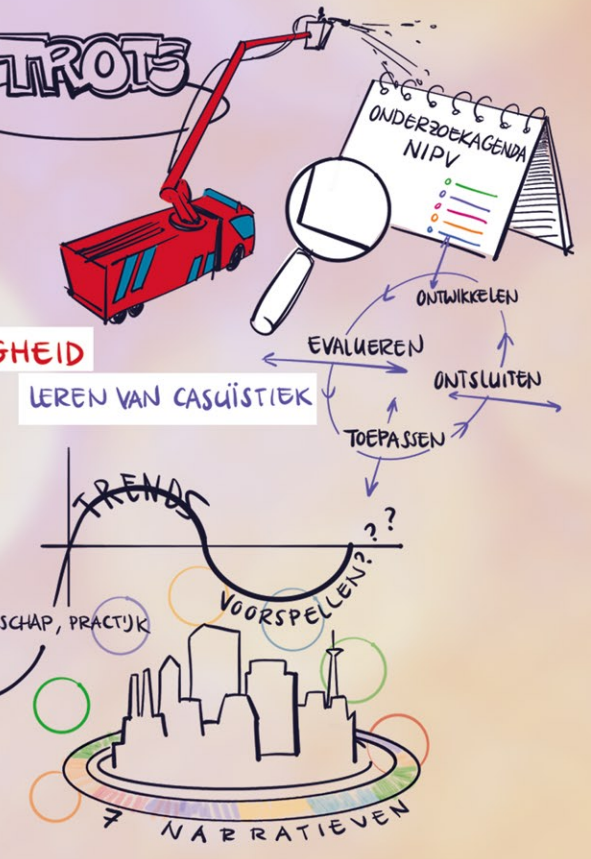 TROTS
ONDERZOEKAGENDA
NIPV
ONTWIKKELEN
EVALUEREN
ONTSLUITEN
TOEPASSEN
GHEID
LEREN VAN CASUÏSTIEK
TRENDS
VOORSPELLEN? ? ?
SCHAP, PRACTIJK
7 NARRATIEVEN